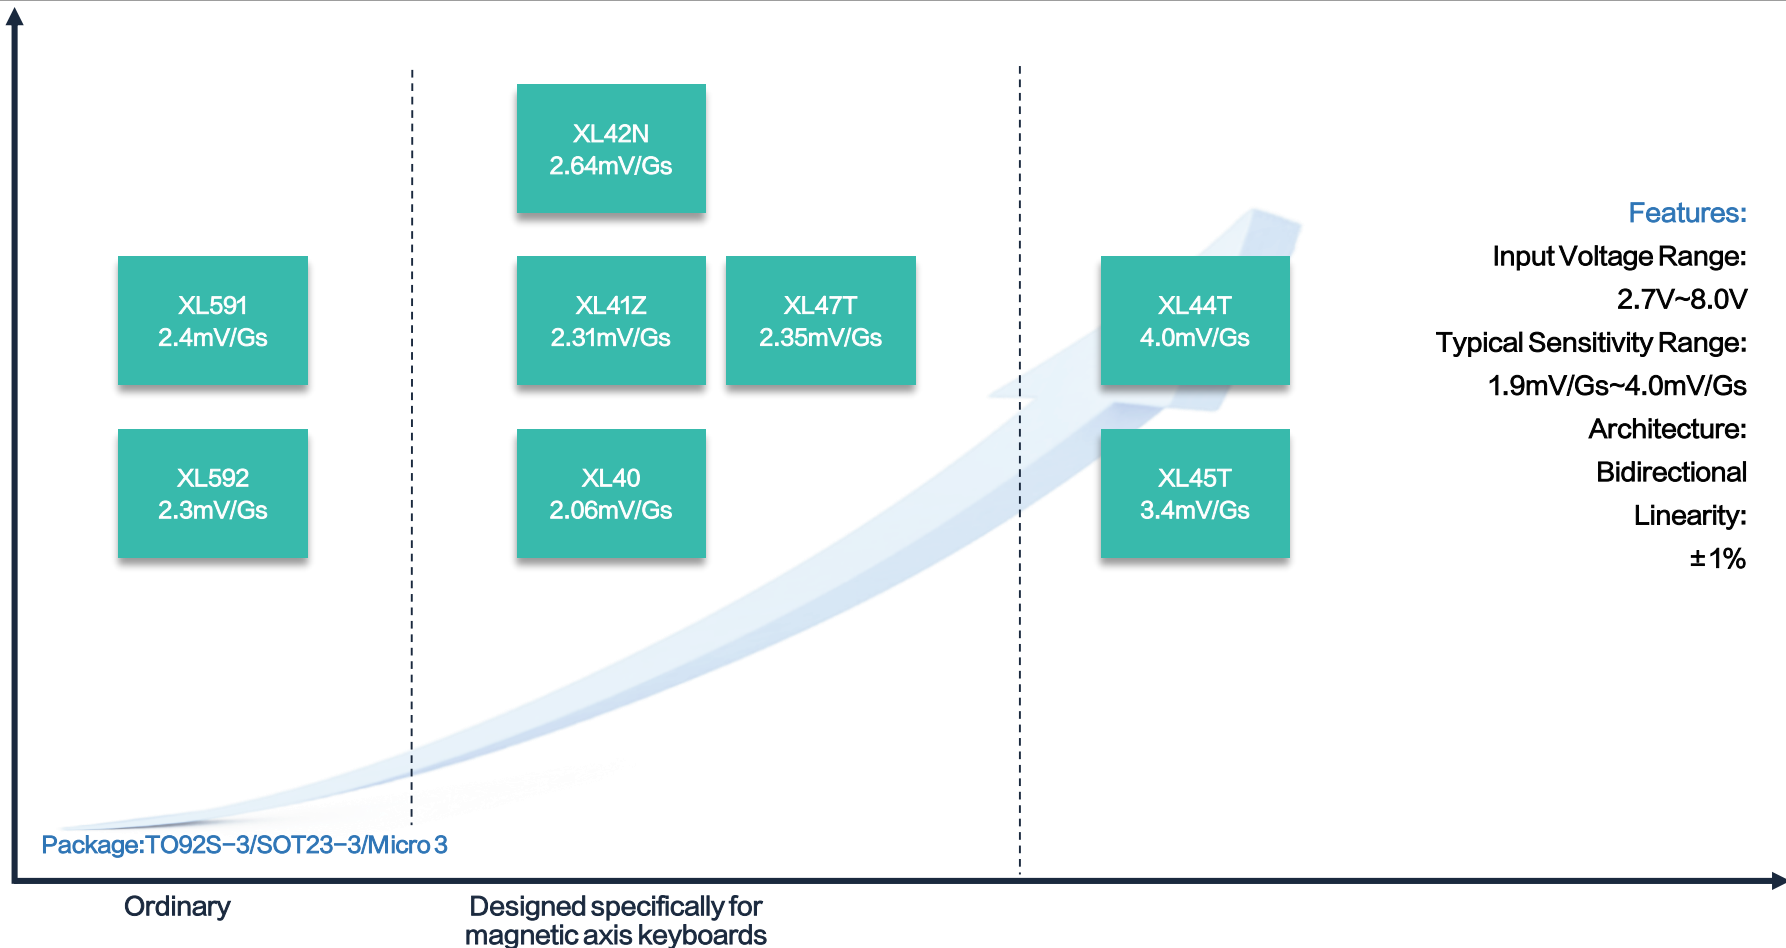 XL42N
2.64mV/Gs
XL591
2.4mV/Gs
XL41Z
2.31mV/Gs
XL47T
2.35mV/Gs
XL44T
4.0mV/Gs
XL592
2.3mV/Gs
XL40
2.06mV/Gs
XL45T
3.4mV/Gs
Features:
Input Voltage Range:
2.7V~8.0V
Typical Sensitivity Range:
1.9mV/Gs~4.0mV/Gs
Architecture:
Bidirectional
Linearity:
±1%
Package:TO92S-3/SOT23-3/Micro 3
Ordinary
Designed specifically for
magnetic axis keyboards